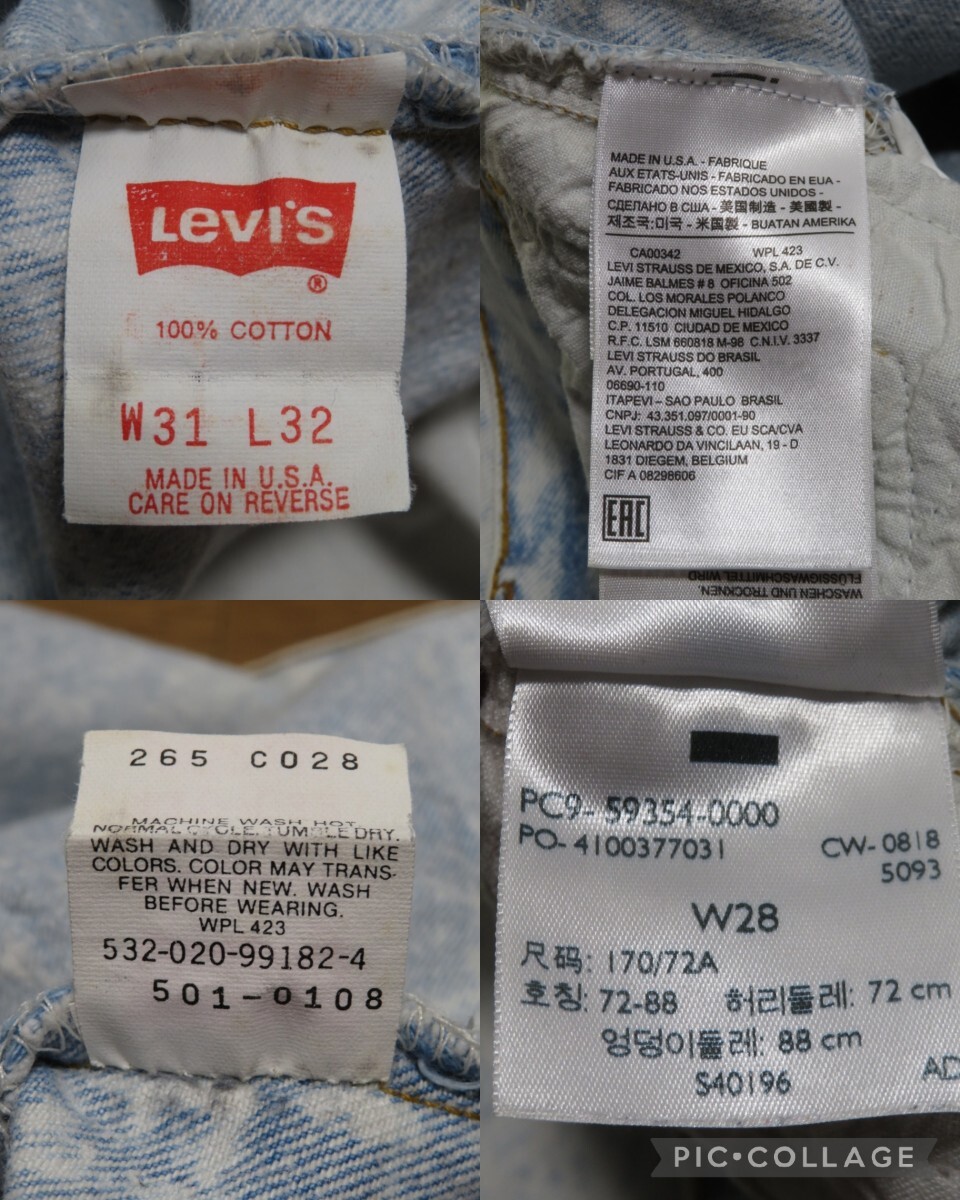 LEVI'S
®
100% COTTON
W31 L32
MADE IN U.S.A.
CARE ON REVERSE
MADE IN U.S.A. - FABRIQUE
AUX ETATS-UNIS - FABRICADO EN EUA -
FABRICADO NOS ESTADOS UNIDOS -
СДЕЛАНО В США - 美国制造 - 美國製 -
제조국:미국 - 米国製 - BUATAN AMERIKA
CA00342 WPL 423
LEVI STRAUSS DE MEXICO, S.A. DE C.V.
JAIME BALMES # 8 OFICINA 502
COL. LOS MORALES POLANCO
DELEGACION MIGUEL HIDALGO
C.P. 11510 CIUDAD DE MEXICO
R.F.C. LSM 660818 M-98 C.N.I.V. 3337
LEVI STRAUSS DO BRASIL
AV. PORTUGAL, 400
06690-110
ITAPEVI – SAO PAULO BRASIL
CNPJ: 43.351.097/0001-90
LEVI STRAUSS & CO. EU SCA/CVA
LEONARDO DA VINCILAAN, 19 - D
1831 DIEGEM, BELGIUM
CIF A 08298606
EAC
FLÜSSIGWASCHMITTEL WIRD
WASCHEN UND TROCKNEN.
265 C028
MACHINE WASH HOT,
NORMAL CYCLE. TUMBLE DRY.
WASH AND DRY WITH LIKE
COLORS. COLOR MAY TRANS-
FER WHEN NEW. WASH
BEFORE WEARING.
WPL 423
532-020-99182-4
501-0108
PC9- 59354-0000
PO- 4100377031 CW- 0818
5093
W28
尺码: 170/72A
호칭: 72-88 허리둘레: 72 cm
엉덩이둘레: 88 cm
S40196
AD
PIC•COLLAGE